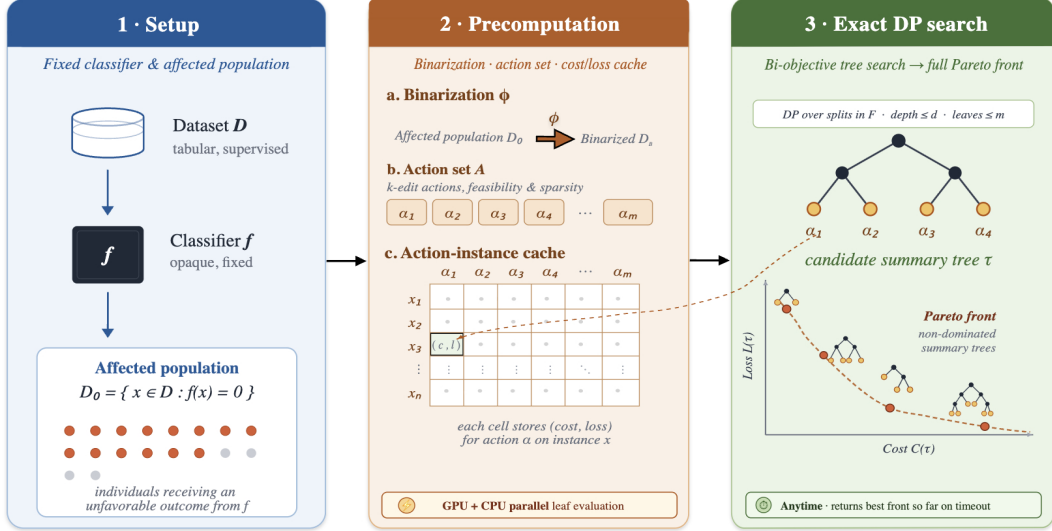 1 · Setup
Fixed classifier & affected population
Dataset D
tabular, supervised
f
Classifier f
opaque, fixed
Affected population
D₀ = { x ∈ D : f(x) = 0 }
individuals receiving an
unfavorable outcome from f
2 · Precomputation
Binarization · action set · cost/loss cache
a. Binarization ϕ
ϕ
Affected population D₀
Binarized Dₛ
b. Action set A
k-edit actions, feasibility & sparsity
α₁ α₂ α₃ α₄ ⋯ αₘ
c. Action-instance cache
α₁ α₂ α₃ α₄ ⋯ αₘ
x₁
x₂
x₃ (c, l)
⋮ ⋮ ⋮ ⋮ ⋮ ⋱ ⋮
xₙ
each cell stores (cost, loss)
for action α on instance x
GPU + CPU parallel leaf evaluation
3 · Exact DP search
Bi-objective tree search → full Pareto front
DP over splits in F · depth ≤ d · leaves ≤ m
α₁ α₂ α₃ α₄
candidate summary tree τ
Pareto front
non-dominated
summary trees
Loss L(τ)
Cost C(τ)
Anytime · returns best front so far on timeout